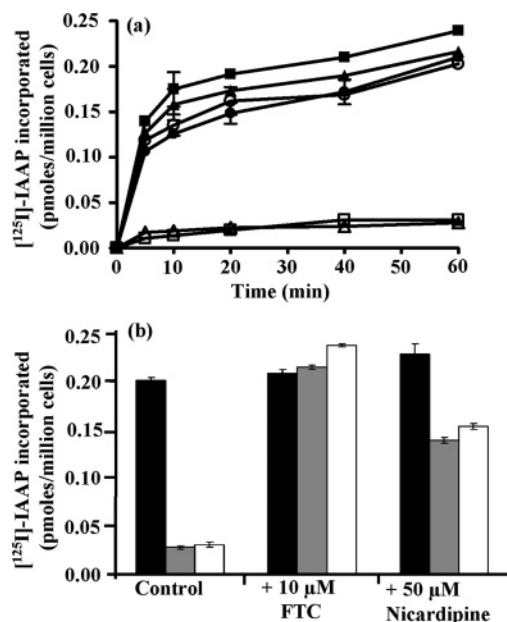 (a)
[¹²⁵I]-IAAP incorporated
(pmoles/million cells)
0.25
0.20
0.15
0.10
0.05
0.00
0 10 20 30 40 50 60
Time (min)
(b)
[¹²⁵I]-IAAP incorporated
(pmoles/million cells)
0.25
0.20
0.15
0.10
0.05
0.00
Control + 10 μM + 50 μM
FTC Nicardipine